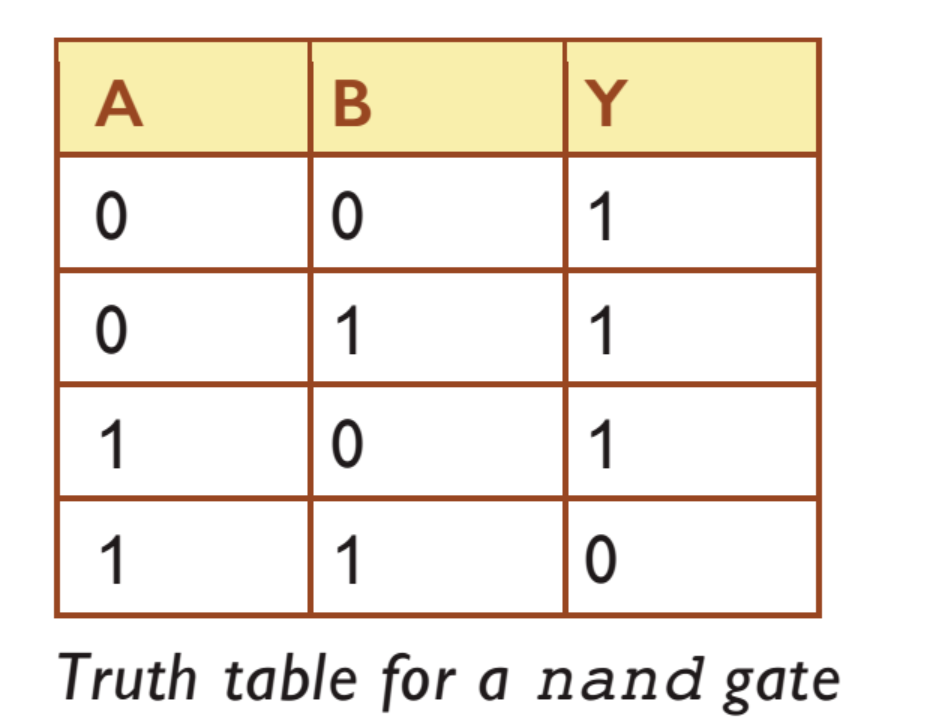 A B Y
0 0 1
0 1 1
1 0 1
1 1 0
Truth table for a nand gate